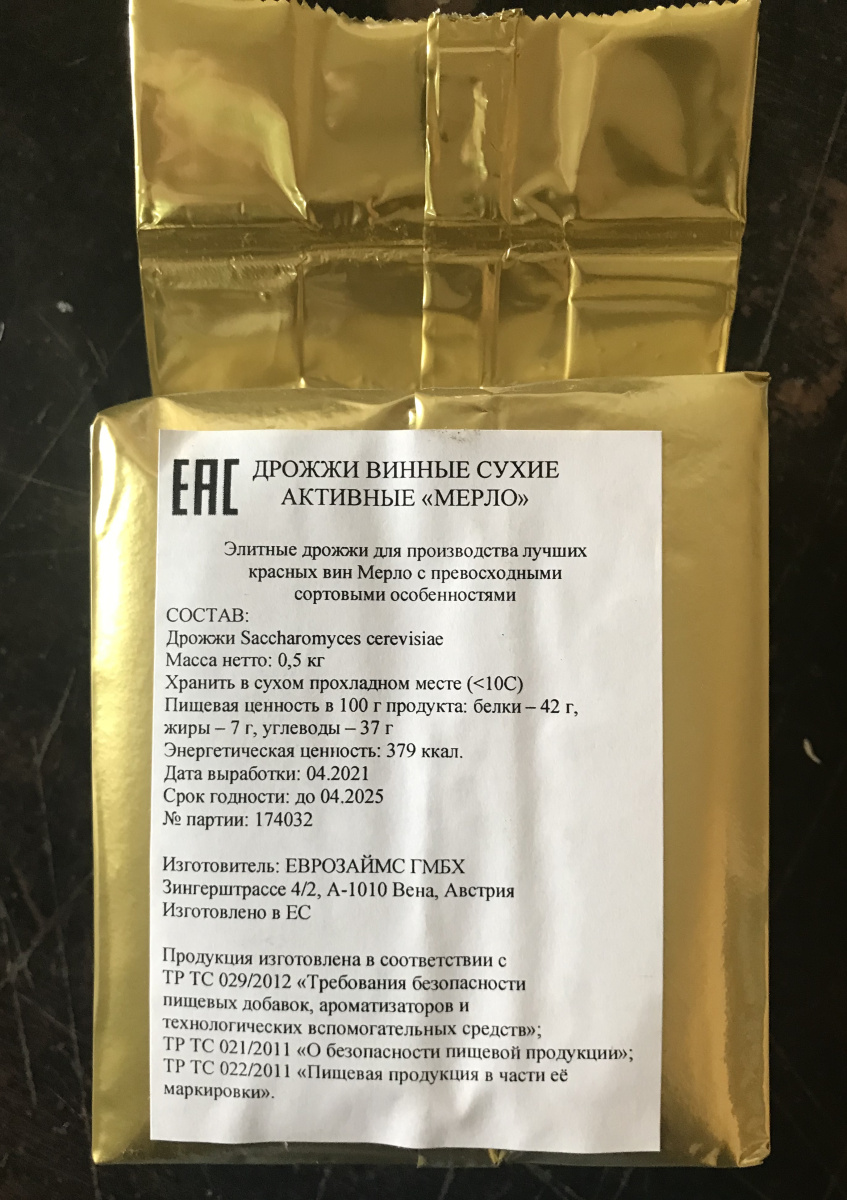 EAC ДРОЖЖИ ВИННЫЕ СУХИЕ
АКТИВНЫЕ «МЕРЛО»
Элитные дрожжи для производства лучших
красных вин Мерло с превосходными
сортовыми особенностями
СОСТАВ:
Дрожжи Saccharomyces cerevisiae
Масса нетто: 0,5 кг
Хранить в сухом прохладном месте (<10С)
Пищевая ценность в 100 г продукта: белки – 42 г,
жиры – 7 г, углеводы – 37 г
Энергетическая ценность: 379 ккал.
Дата выработки: 04.2021
Срок годности: до 04.2025
№ партии: 174032
Изготовитель: ЕВРОЗАЙМС ГМБХ
Зингерштрассе 4/2, А-1010 Вена, Австрия
Изготовлено в ЕС
Продукция изготовлена в соответствии с
ТР ТС 029/2012 «Требования безопасности
пищевых добавок, ароматизаторов и
технологических вспомогательных средств»;
ТР ТС 021/2011 «О безопасности пищевой продукции»;
ТР ТС 022/2011 «Пищевая продукция в части её
маркировки».